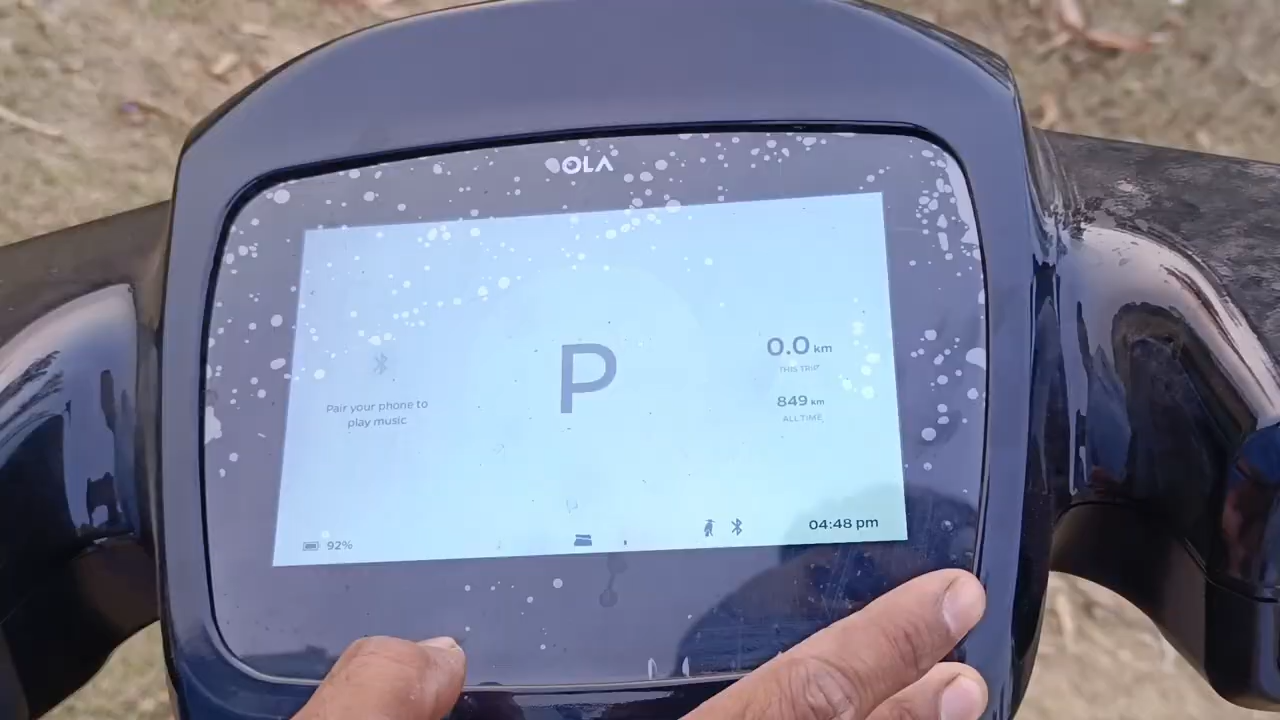 OLA
P
0.0 km
THIS TRIP
Pair your phone to
play music
849 km
ALL TIME
92%
04:48 pm